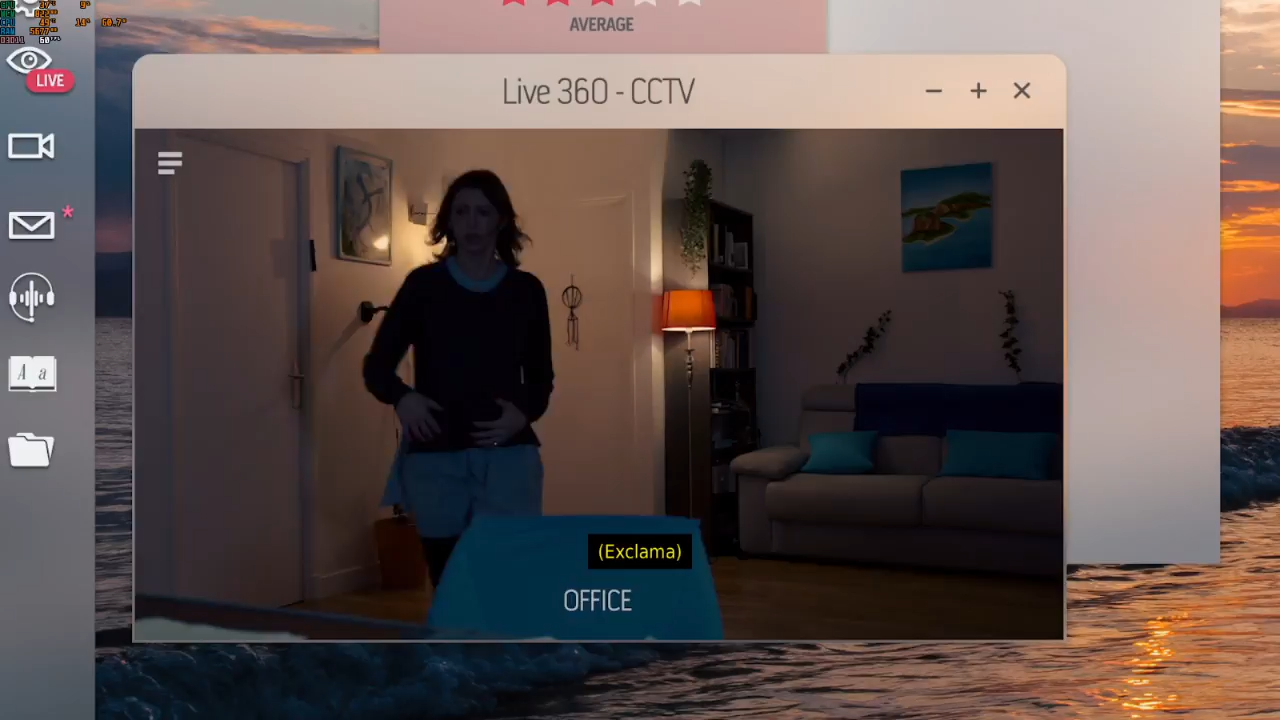 AVERAGE
LIVE
Live 360 - CCTV
A a
(Exclama)
OFFICE